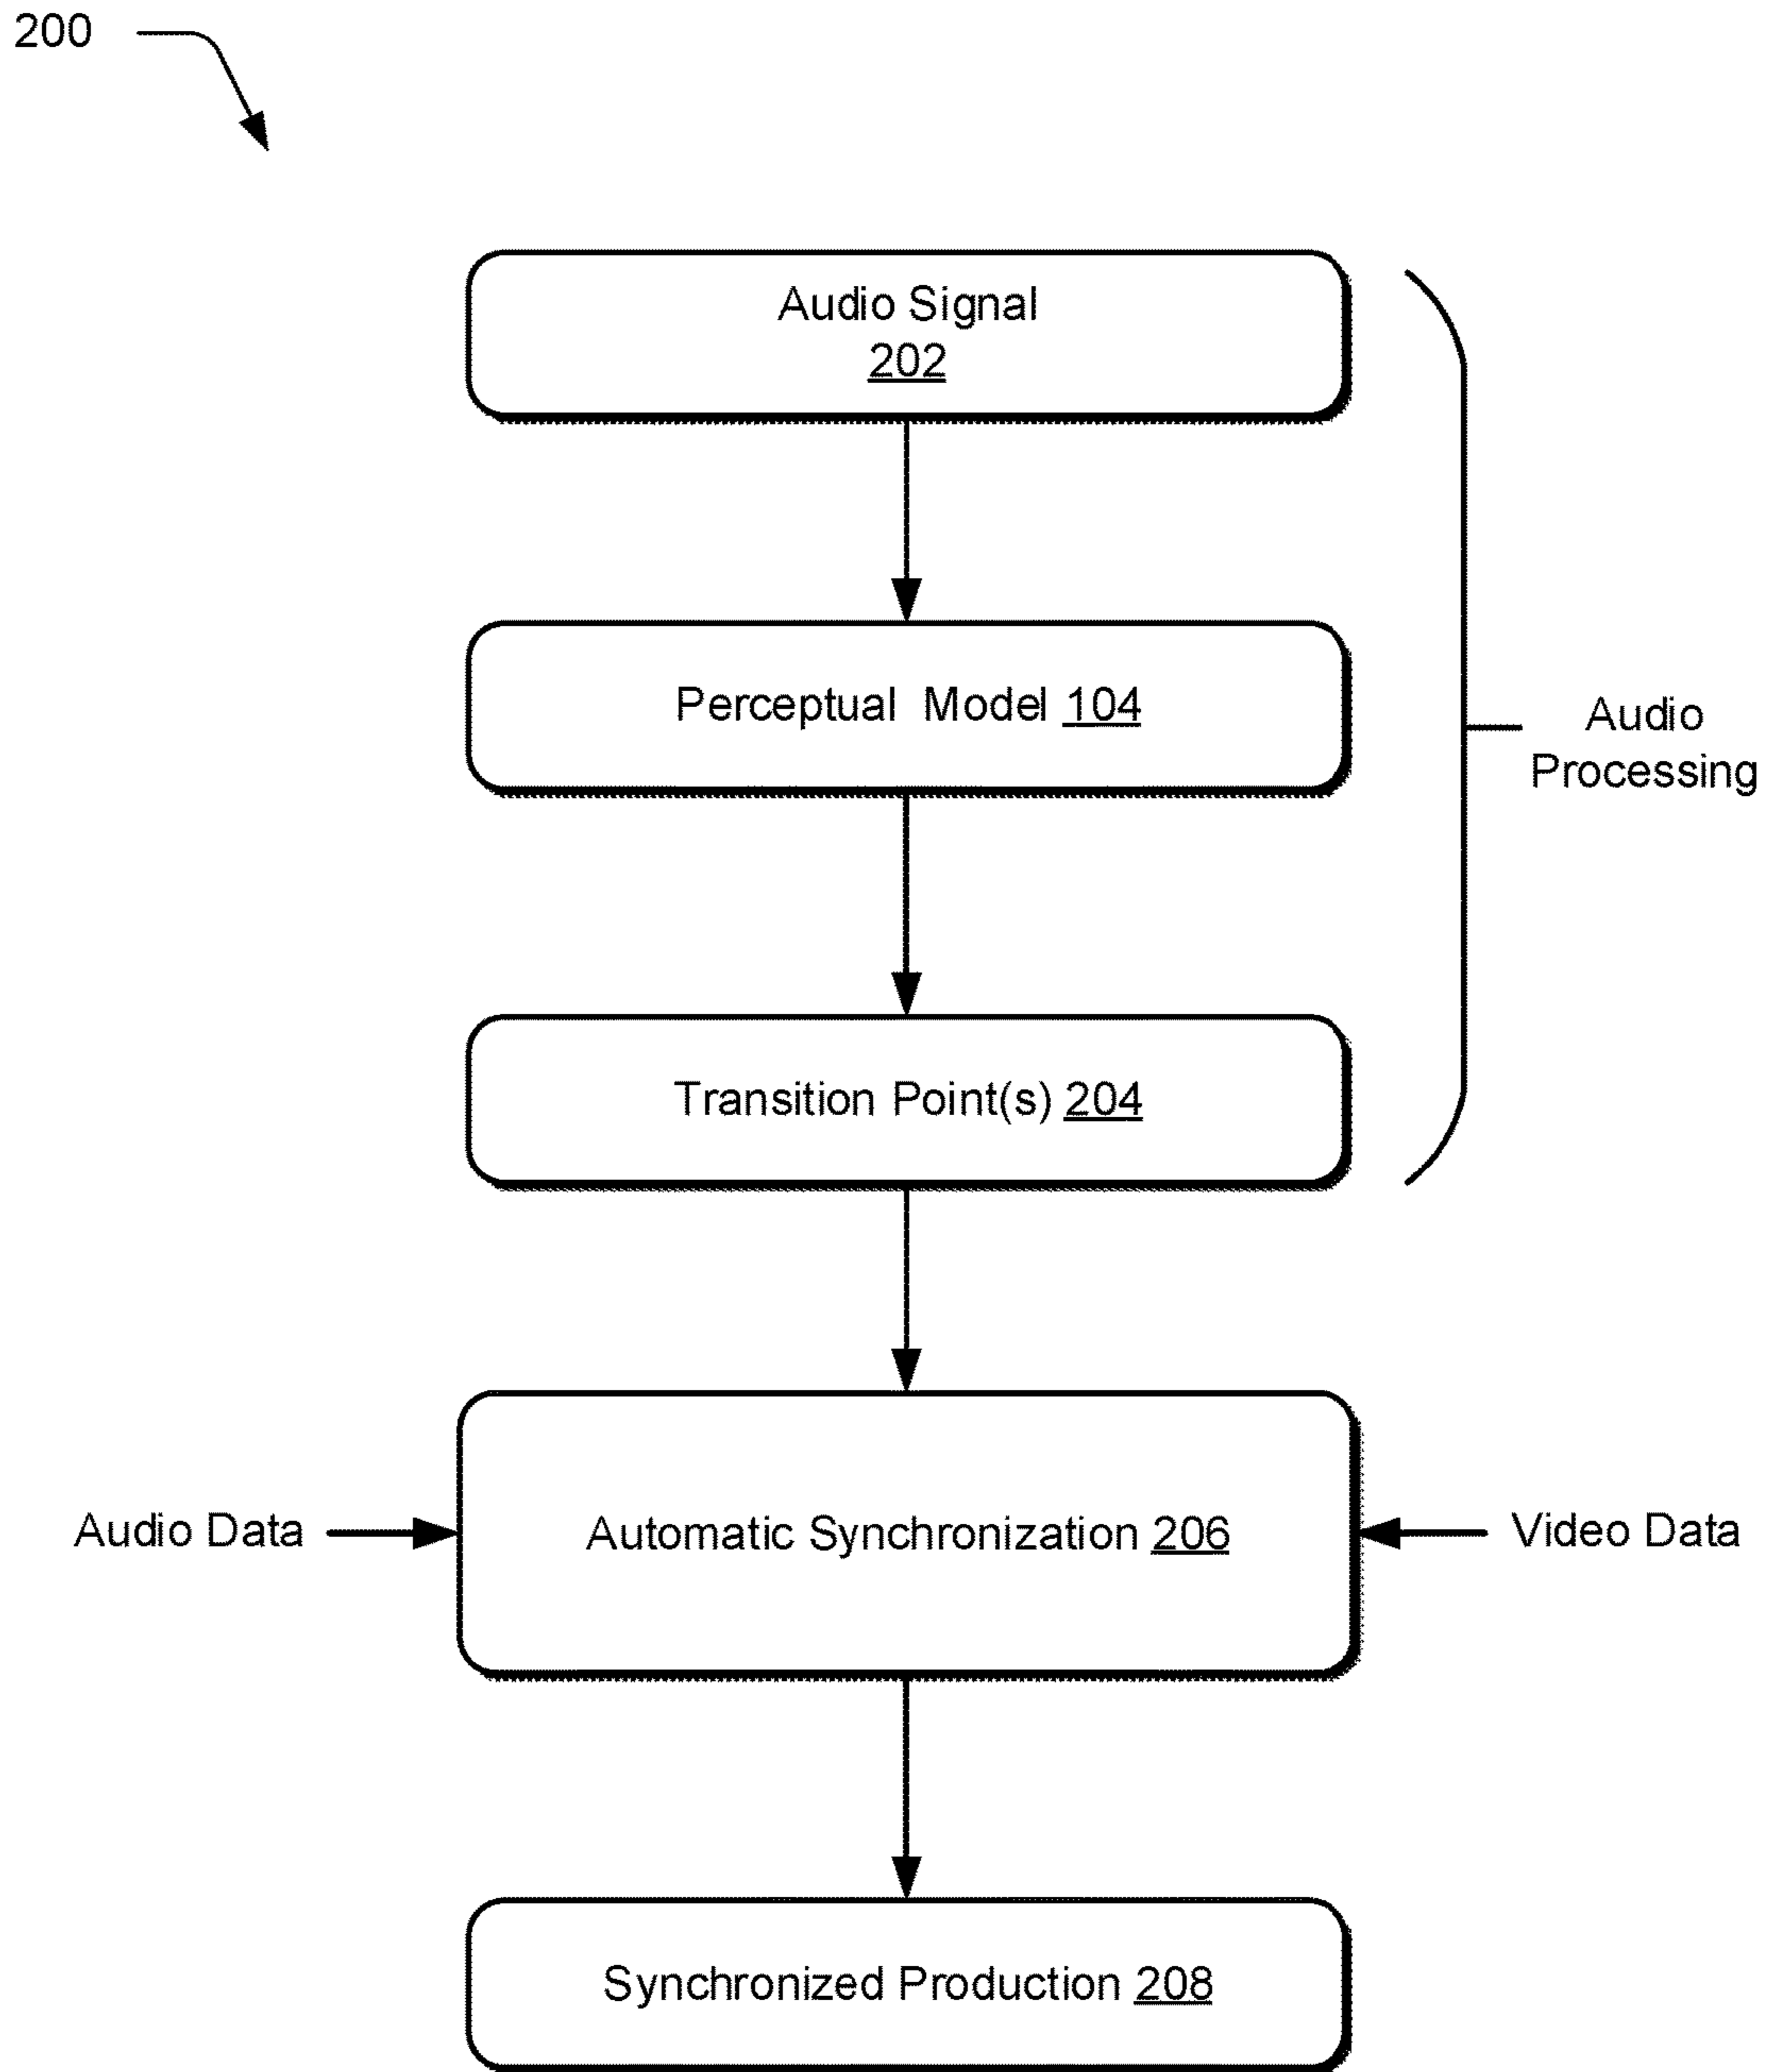 200
Audio Signal
202
Perceptual Model 104
Audio
Processing
Transition Point(s) 204
Audio Data
Automatic Synchronization 206
Video Data
Synchronized Production 208